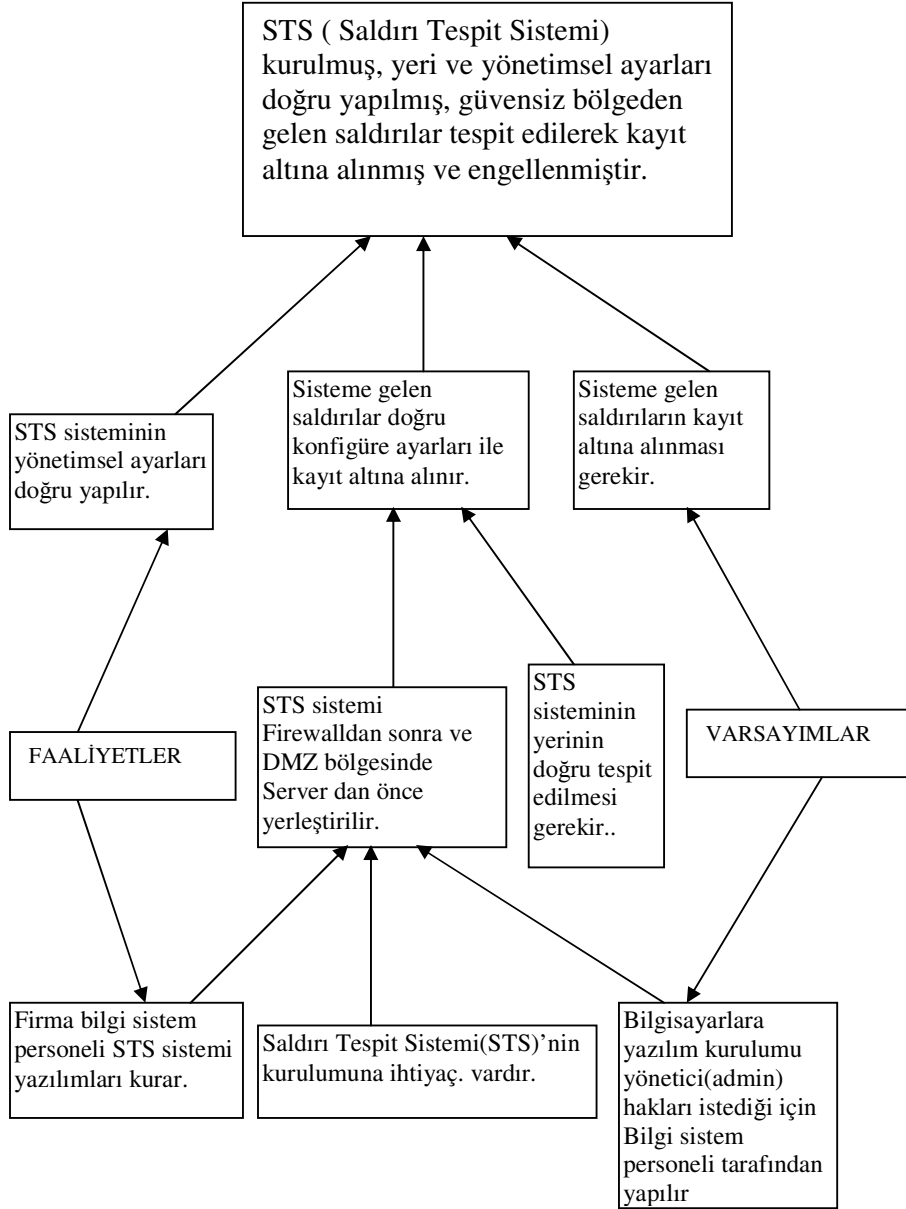 STS ( Saldırı Tespit Sistemi)
kurulmuş, yeri ve yönetimsel ayarları
doğru yapılmış, güvensiz bölgeden
gelen saldırılar tespit edilerek kayıt
altına alınmış ve engellenmiştir.
STS sisteminin
yönetimsel ayarları
doğru yapılır.
Sisteme gelen
saldırılar doğru
konfigüre ayarları ile
kayıt altına alınır.
Sisteme gelen
saldırıların kayıt
altına alınması
gerekir.
FAALİYETLER
STS sistemi
Firewalldan sonra ve
DMZ bölgesinde
Server dan önce
yerleştirilir.
STS
sisteminin
yerinin
doğru tespit
edilmesi
gerekir..
VARSAYIMLAR
Firma bilgi sistem
personeli STS sistemi
yazılımları kurar.
Saldırı Tespit Sistemi(STS)’nin
kurulumuna ihtiyaç. vardır.
Bilgisayarlara
yazılım kurulumu
yönetici(admin)
hakları istediği için
Bilgi sistem
personeli tarafından
yapılır